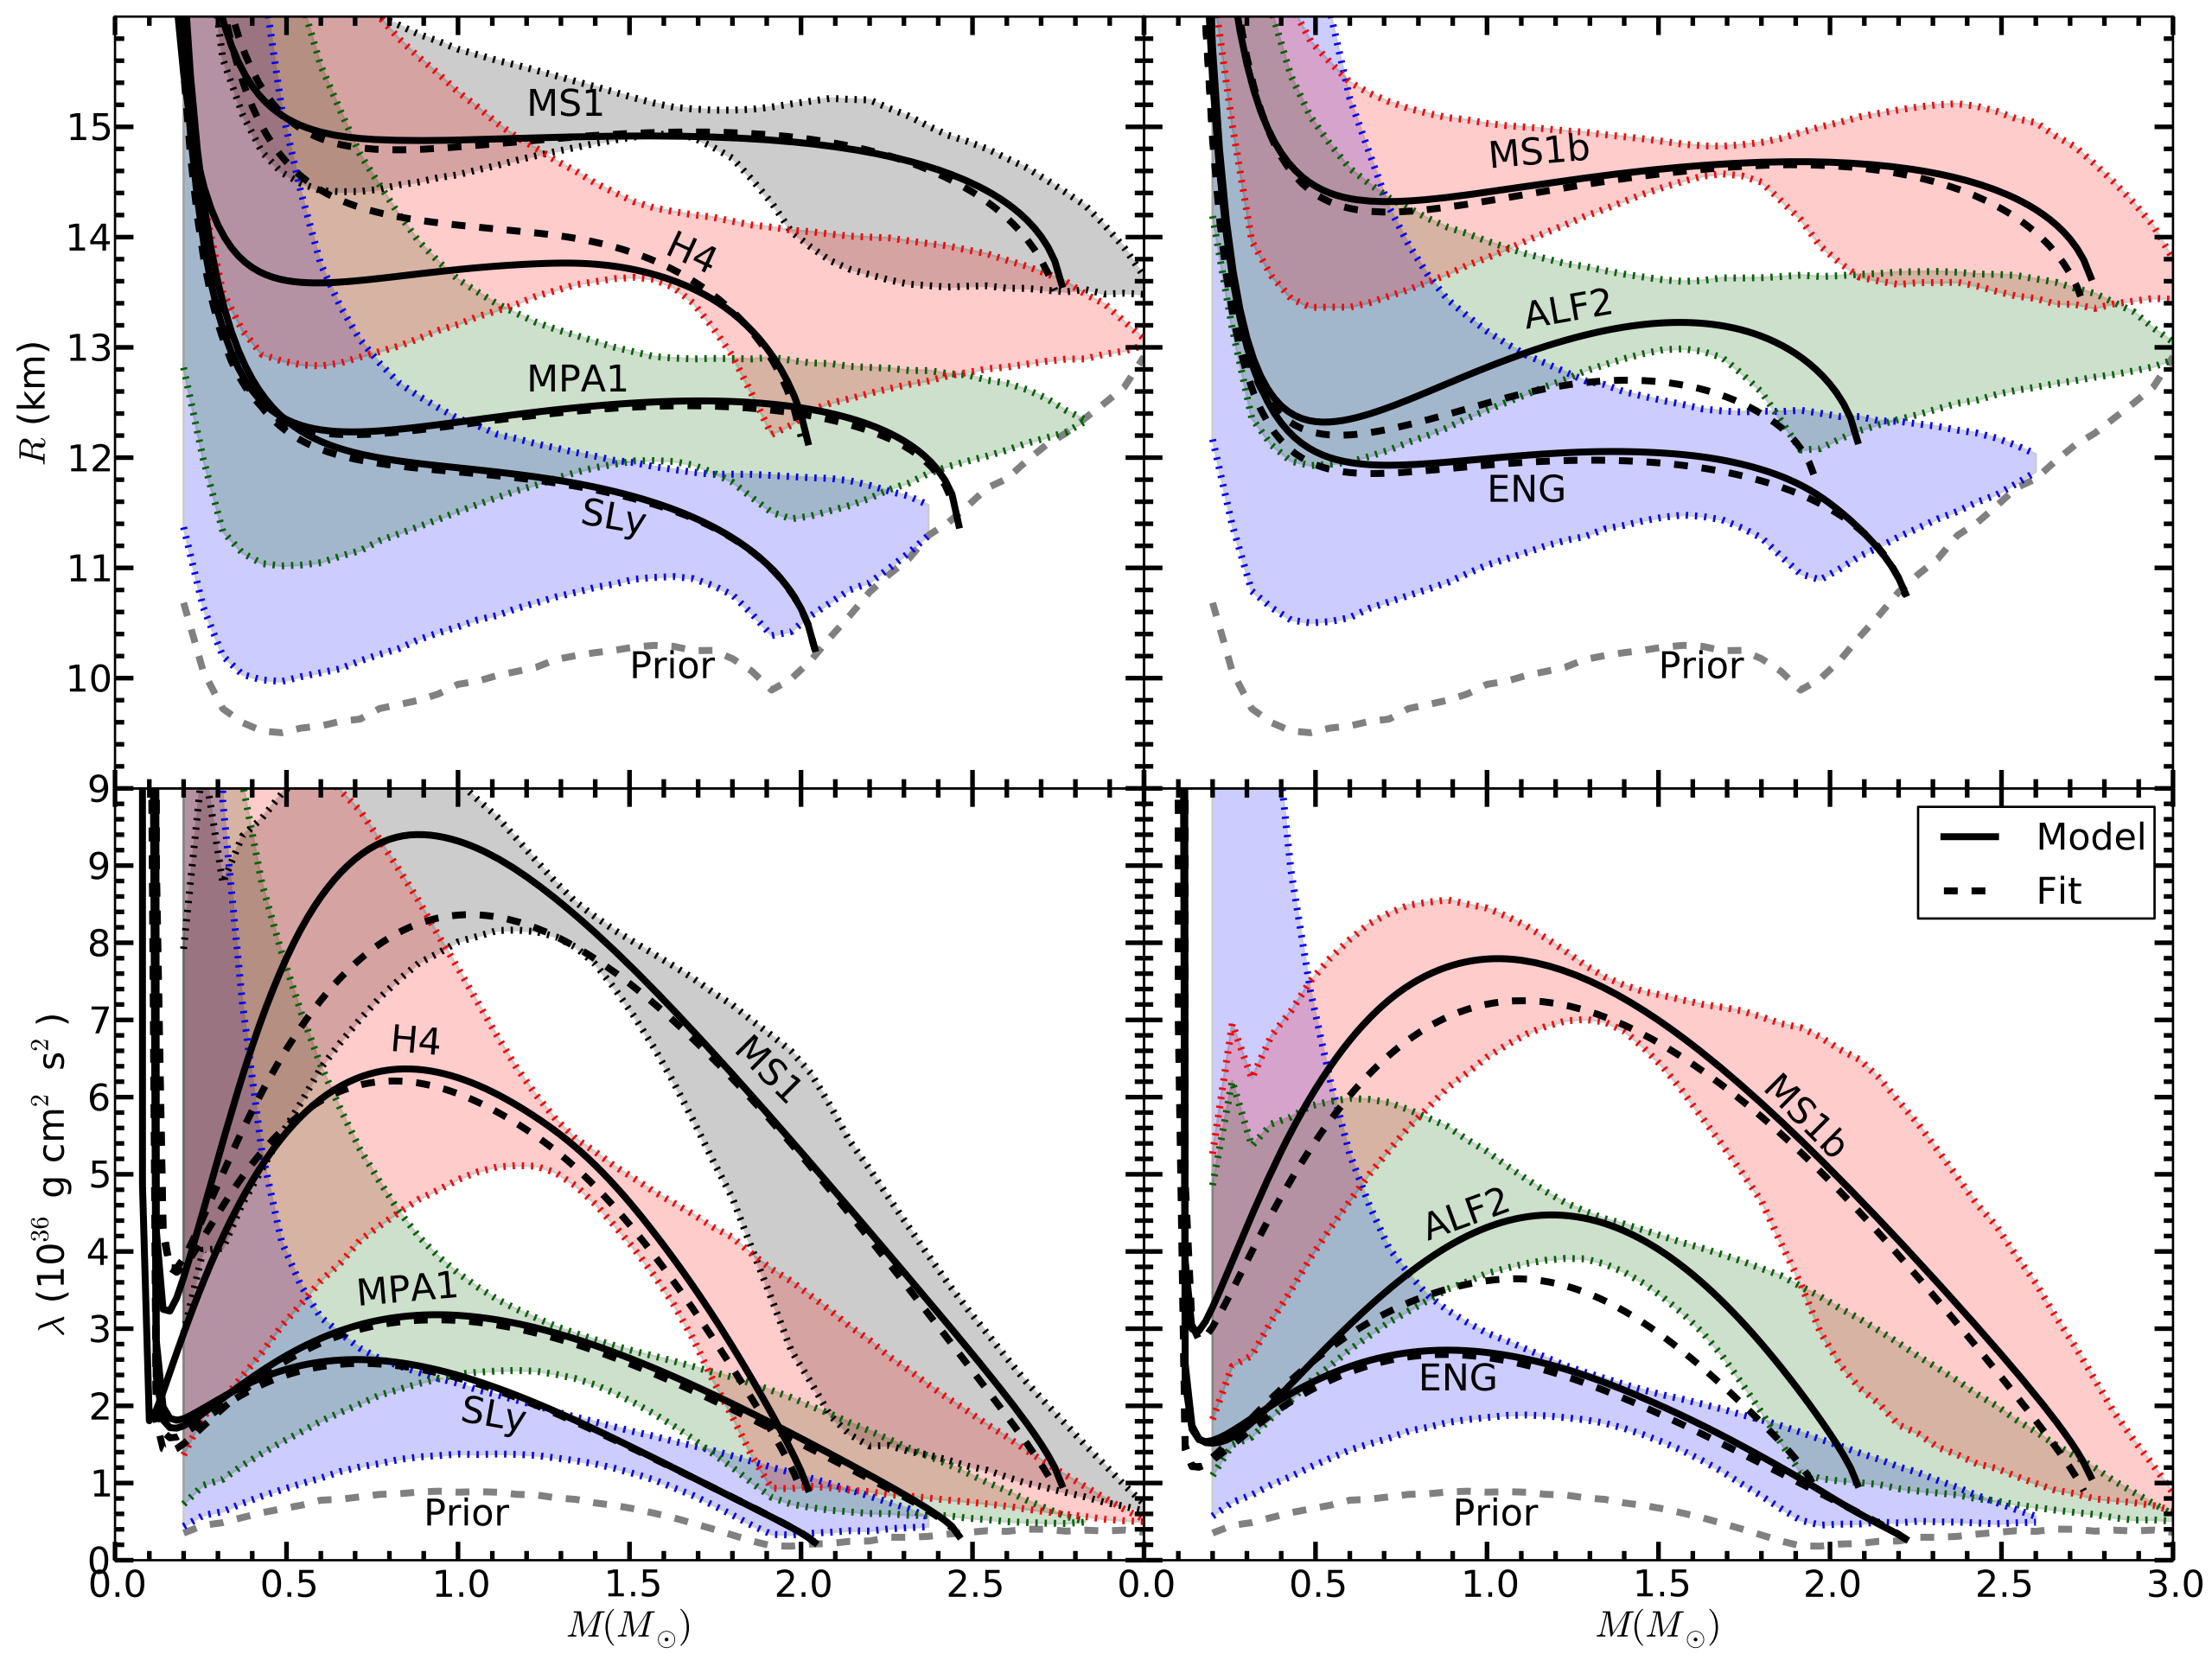 15
14
13
12
11
10
R (km)
MS1
H4
MPA1
SLy
Prior
MS1b
ALF2
ENG
Prior
9
9
8
7
6
5
4
3
2
1
0
λ (10³⁶ g cm² s²)
H4
MS1
MPA1
SLy
Prior
Model
Fit
MS1b
ALF2
ENG
Prior
0.0 0.5 1.0 1.5 2.0 2.5 0.0 0.5 1.0 1.5 2.0 2.5 3.0
M(M☉) M(M☉)